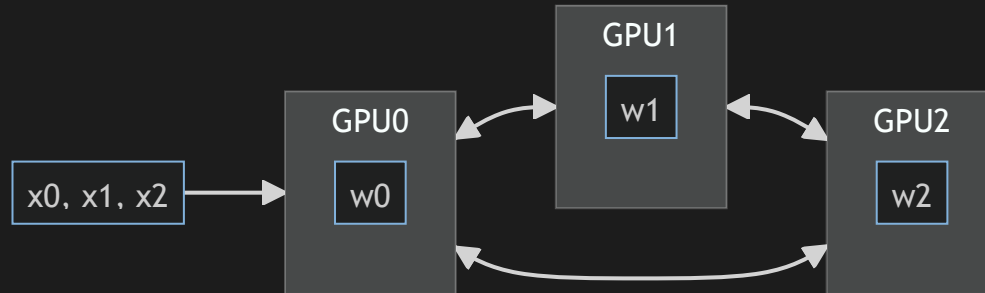 GPU1
w1
GPU0
GPU2
x0, x1, x2
w0
w2